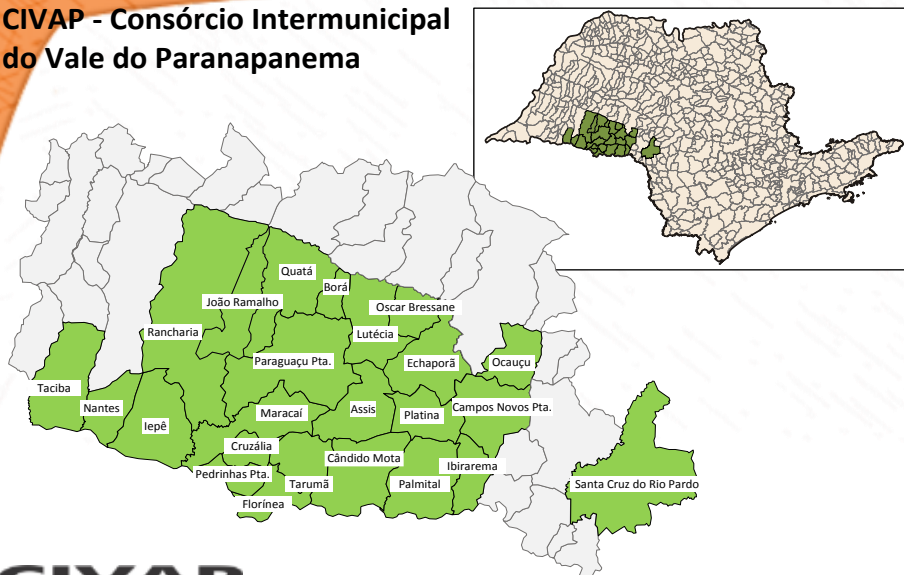 CIVAP - Consórcio Intermunicipal
do Vale do Paranapanema
Quatá
Borá
João Ramalho
Oscar Bressane
Rancharia
Lutécia
Paraguaçu Pta.
Echaporã
Ocauçu
Taciba
Nantes
Iepê
Maracaí
Assis
Platina
Campos Novos Pta.
Cruzália
Cândido Mota
Ibirarema
Pedrinhas Pta.
Tarumã
Palmital
Santa Cruz do Rio Pardo
Florínea
CIVAP